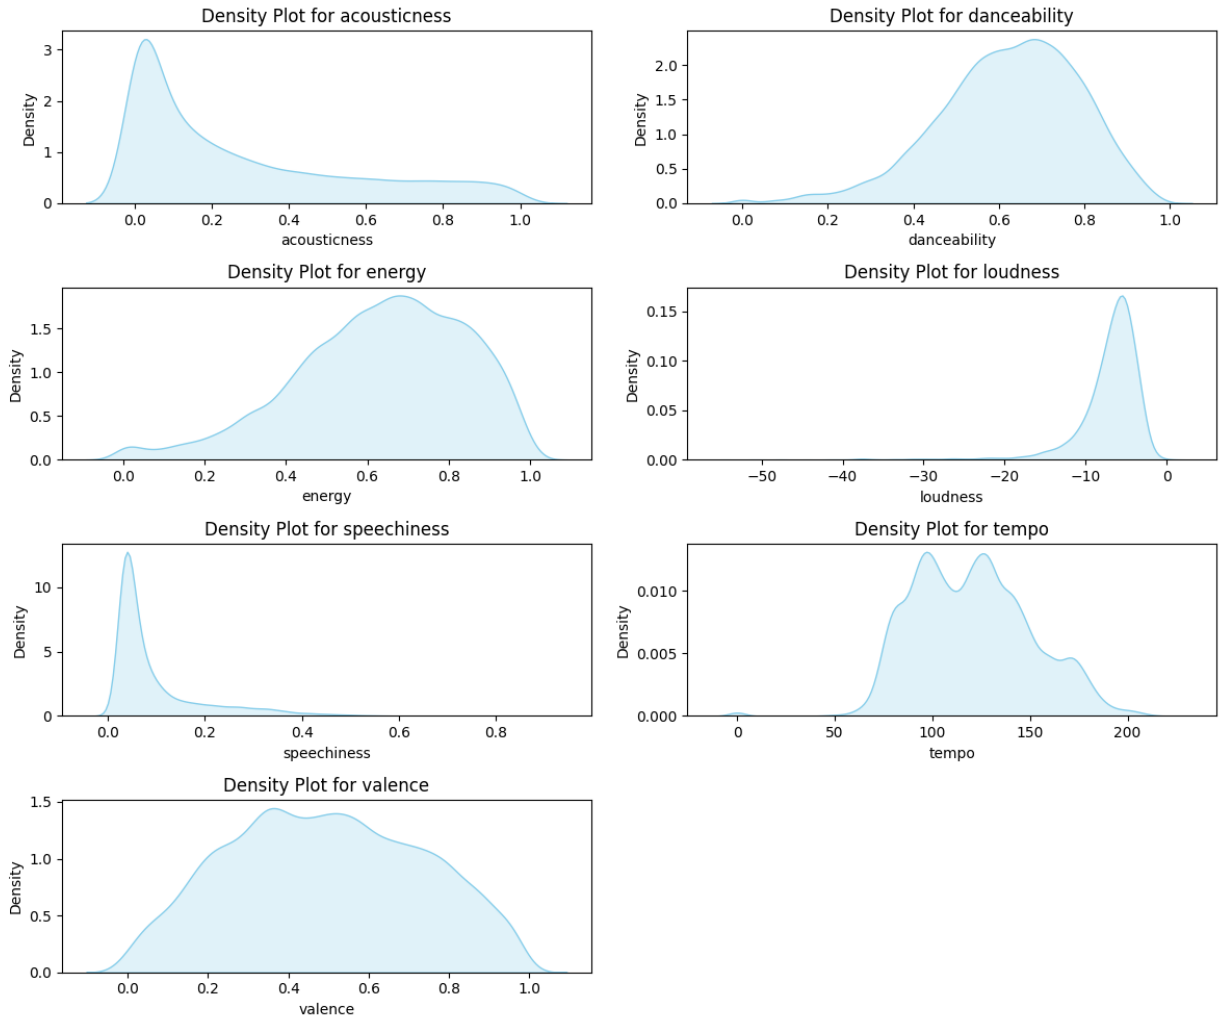 Density Plot for acousticness
Density
3
2
1
0
0.0 0.2 0.4 0.6 0.8 1.0
acousticness
Density Plot for danceability
Density
2.0
1.5
1.0
0.5
0.0
0.0 0.2 0.4 0.6 0.8 1.0
danceability
Density Plot for energy
Density
1.5
1.0
0.5
0.0
0.0 0.2 0.4 0.6 0.8 1.0
energy
Density Plot for loudness
Density
0.15
0.10
0.05
0.00
−50 −40 −30 −20 −10 0
loudness
Density Plot for speechiness
Density
10
5
0
0.0 0.2 0.4 0.6 0.8
speechiness
Density Plot for tempo
Density
0.010
0.005
0.000
0 50 100 150 200
tempo
Density Plot for valence
Density
1.5
1.0
0.5
0.0
0.0 0.2 0.4 0.6 0.8 1.0
valence